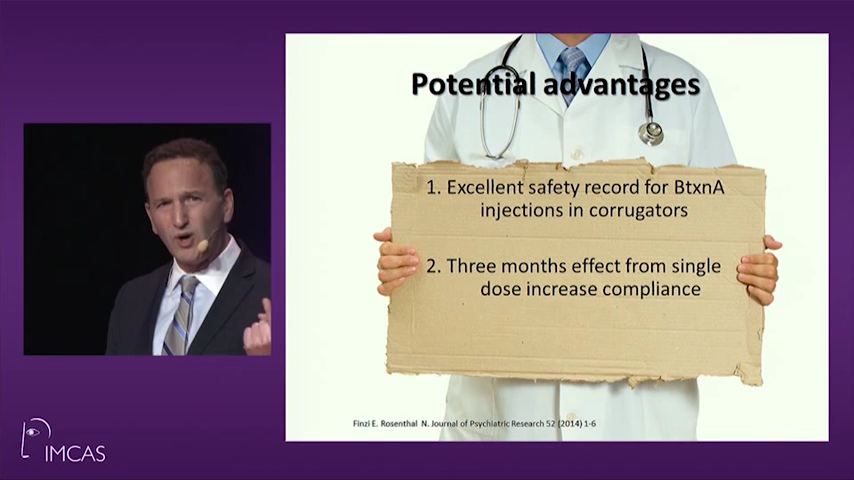 Potential advantages
1. Excellent safety record for BtxnA
injections in corrugators
2. Three months effect from single
dose increase compliance
Finzi E. Rosenthal N. Journal of Psychiatric Research 52 (2014) 1-6
IMCAS